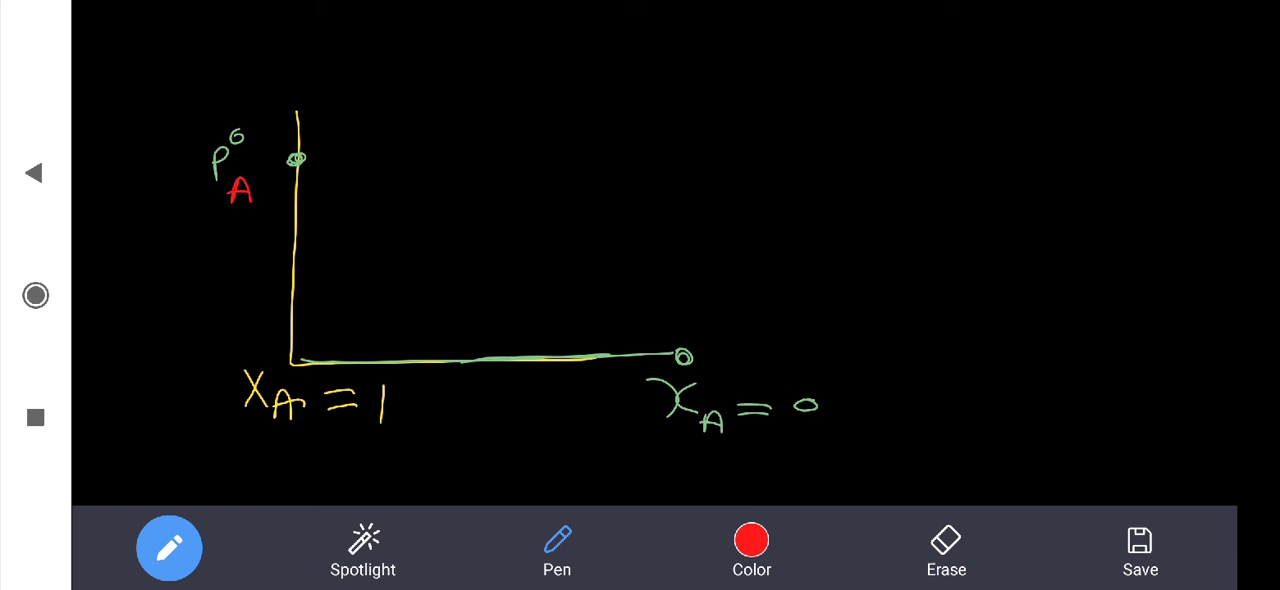 P°A
XA = 1
xA = 0
Spotlight
Pen
Color
Erase
Save